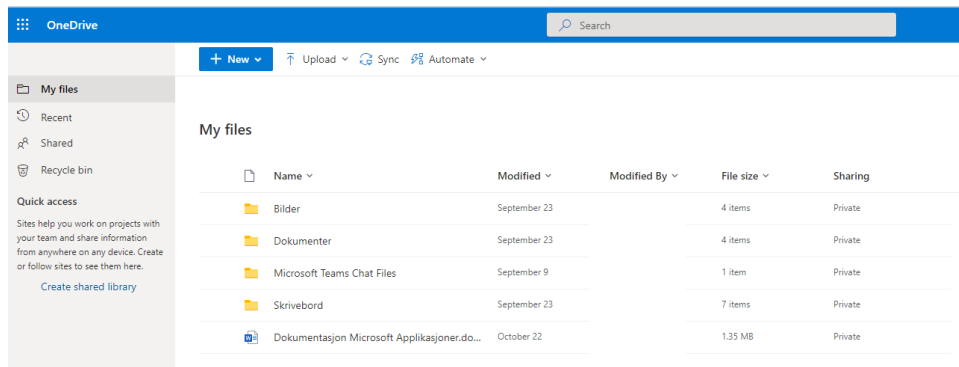 OneDrive
Search
New
Upload
Sync
Automate
My files
Recent
Shared
Recycle bin
Quick access
Sites help you work on projects with
your team and share information
from anywhere on any device. Create
or follow sites to see them here.
Create shared library
My files
Name Modified Modified By File size Sharing
Bilder September 23 4 items Private
Dokumenter September 23 4 items Private
Microsoft Teams Chat Files September 9 1 item Private
Skrivebord September 23 7 items Private
Dokumentasjon Microsoft Applikasjoner.do... October 22 1.35 MB Private